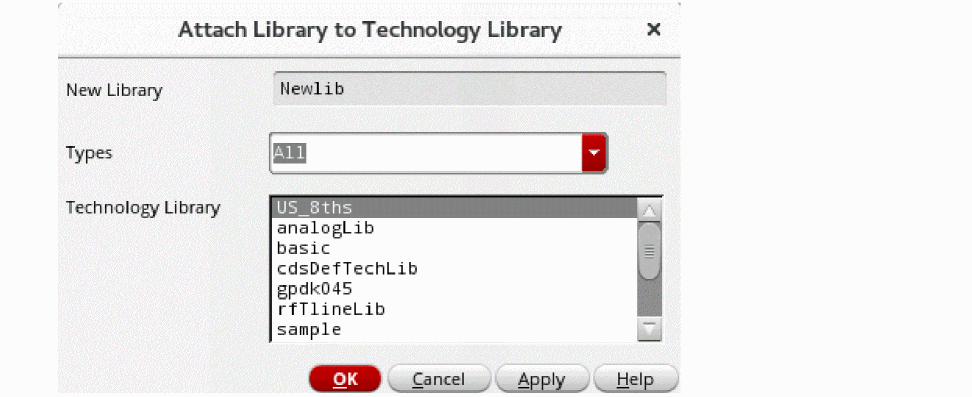 Attach Library to Technology Library
New Library Newlib
Types All
Technology Library US_8ths
analogLib
basic
cdsDefTechLib
gpdk045
rfTlineLib
sample
OK Cancel Apply Help